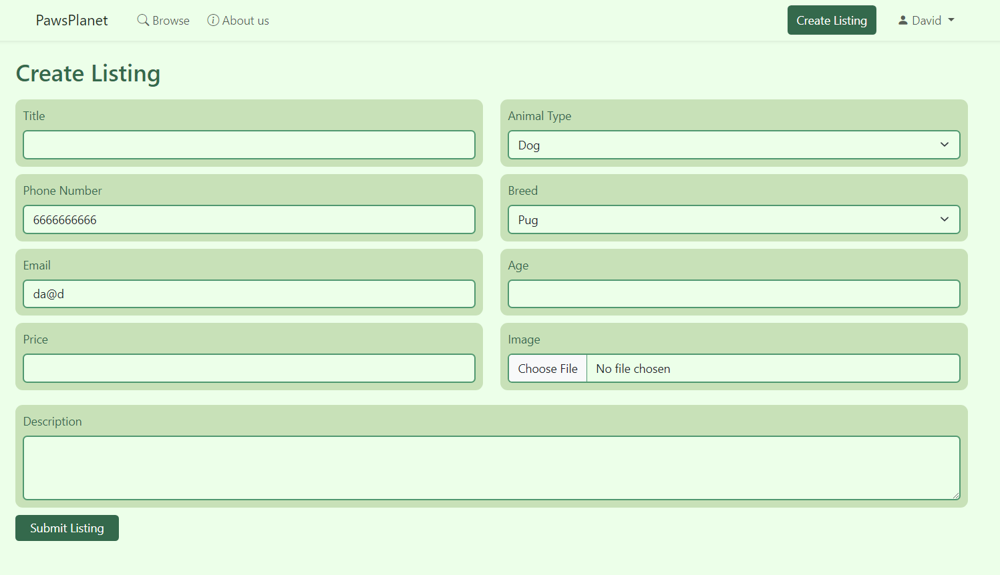 PawsPlanet Browse About us Create Listing David
Create Listing
Title
Animal Type
Dog
Phone Number
6666666666
Breed
Pug
Email
da@d
Age
Price
Image
Choose File No file chosen
Description
Submit Listing